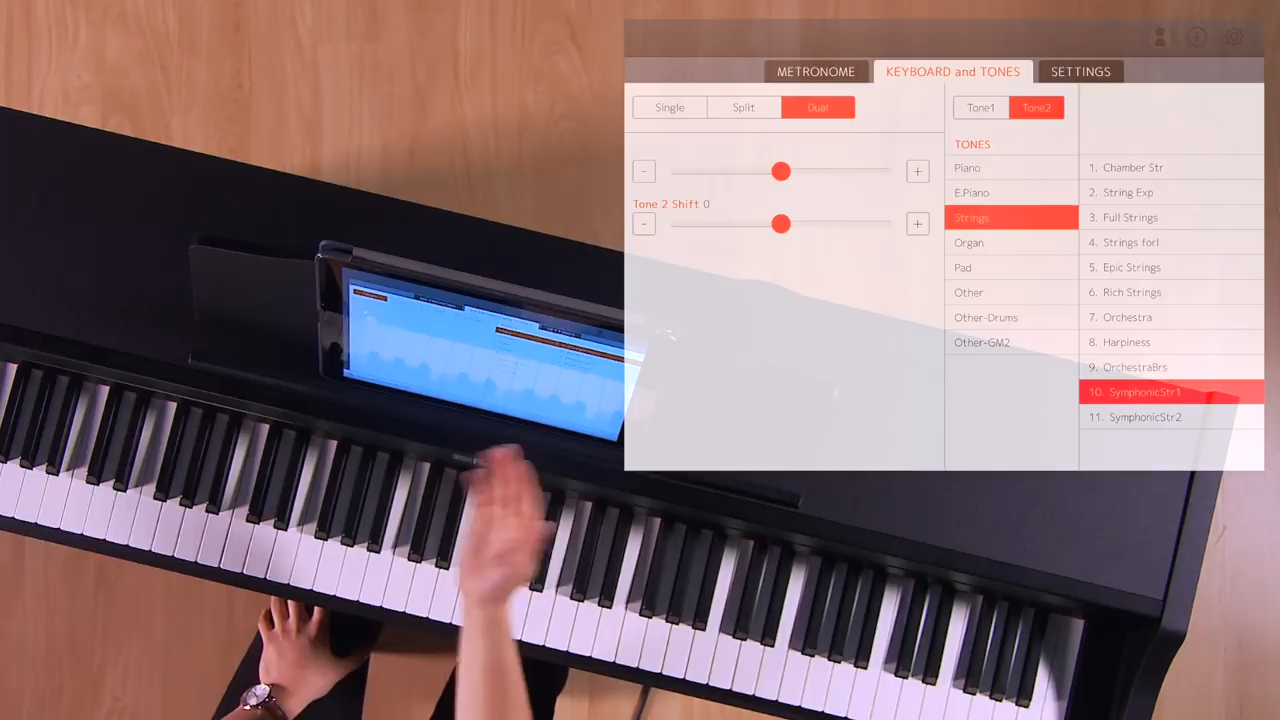 METRONOME KEYBOARD and TONES SETTINGS
Single Split Dual Tone1 Tone2
TONES
- +
Tone 2 Shift 0
- +
Piano
E.Piano
Strings
Organ
Pad
Other
Other-Drums
Other-GM2
1. Chamber Str
2. String Exp
3. Full Strings
4. Strings forI
5. Epic Strings
6. Rich Strings
7. Orchestra
8. Harpiness
9. OrchestraBrs
10. SymphonicStr1
11. SymphonicStr2